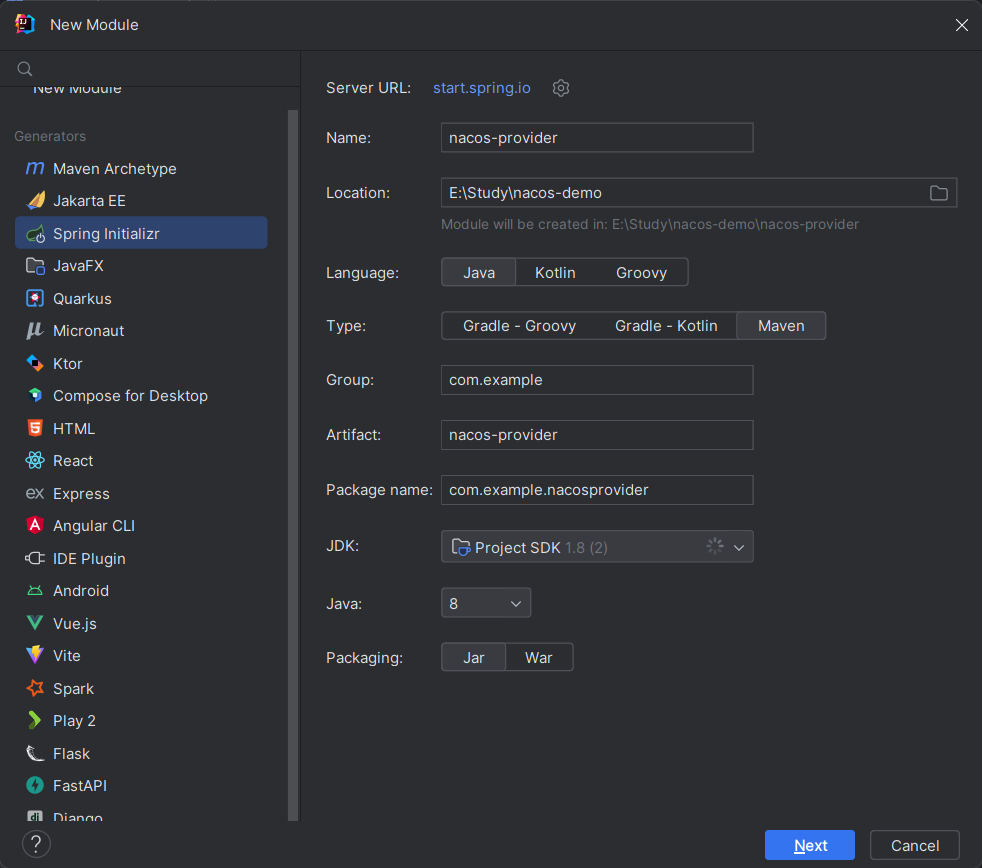 New Module
New Module
Generators
Maven Archetype
Jakarta EE
Spring Initializr
JavaFX
Quarkus
Micronaut
Ktor
Compose for Desktop
HTML
React
Express
Angular CLI
IDE Plugin
Android
Vue.js
Vite
Spark
Play 2
Flask
FastAPI
Django
Server URL: start.spring.io
Name: nacos-provider
Location: E:\Study\nacos-demo
Module will be created in: E:\Study\nacos-demo\nacos-provider
Language: Java Kotlin Groovy
Type: Gradle - Groovy Gradle - Kotlin Maven
Group: com.example
Artifact: nacos-provider
Package name: com.example.nacosprovider
JDK: Project SDK 1.8 (2)
Java: 8
Packaging: Jar War
? Next Cancel